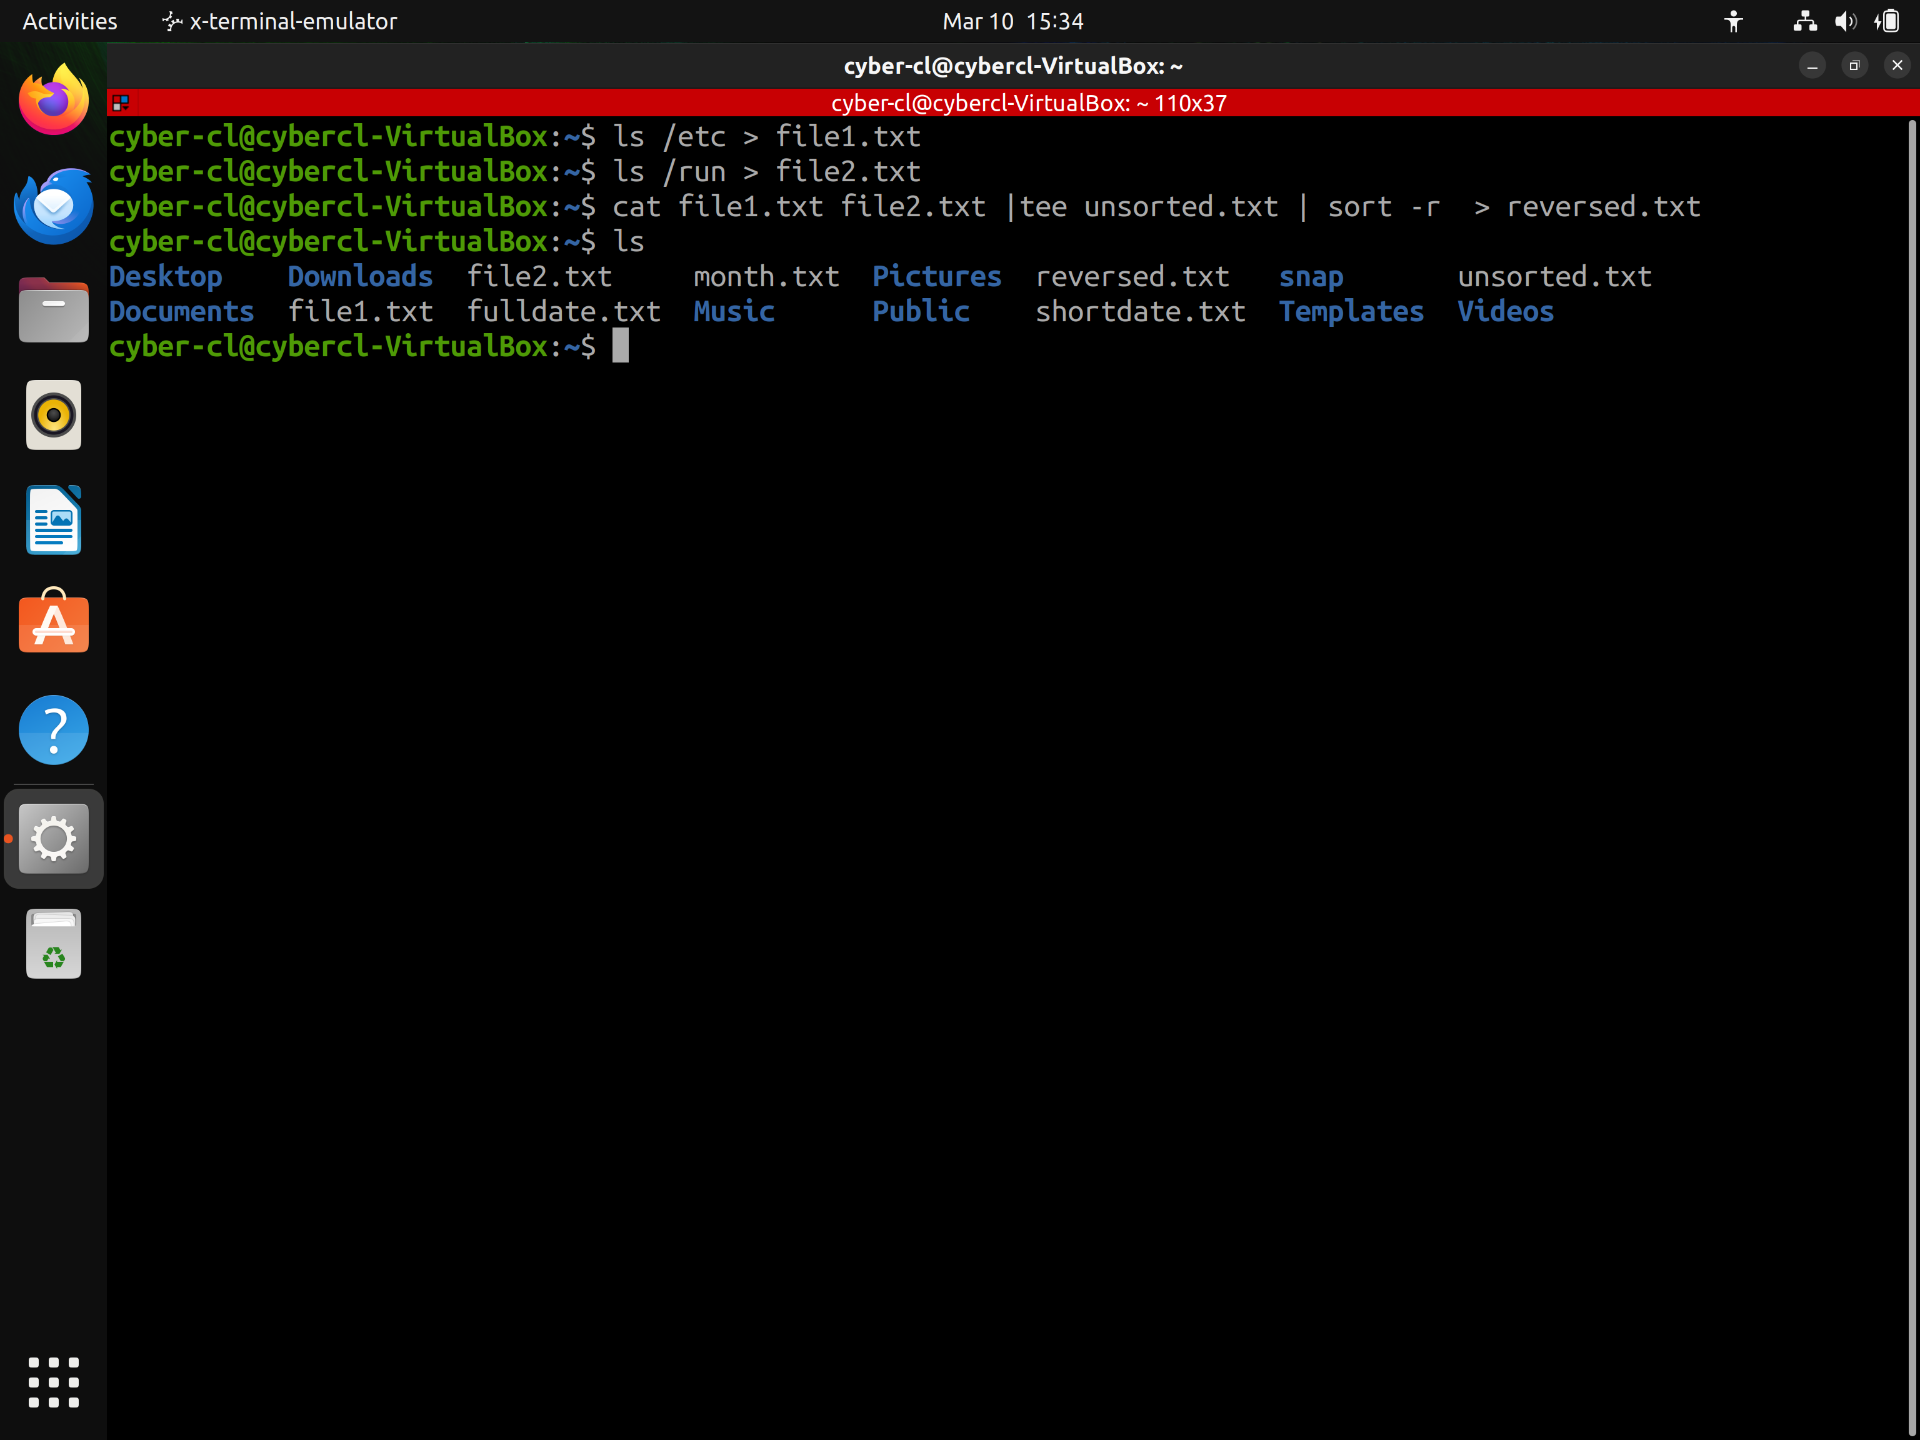 Activities x-terminal-emulator Mar 10 15:34
cyber-cl@cybercl-VirtualBox: ~
cyber-cl@cybercl-VirtualBox: ~ 110x37
cyber-cl@cybercl-VirtualBox:~$ ls /etc > file1.txt
cyber-cl@cybercl-VirtualBox:~$ ls /run > file2.txt
cyber-cl@cybercl-VirtualBox:~$ cat file1.txt file2.txt |tee unsorted.txt | sort -r  > reversed.txt
cyber-cl@cybercl-VirtualBox:~$ ls
Desktop    Downloads  file2.txt     month.txt  Pictures  reversed.txt   snap       unsorted.txt
Documents  file1.txt  fulldate.txt  Music      Public    shortdate.txt  Templates  Videos
cyber-cl@cybercl-VirtualBox:~$